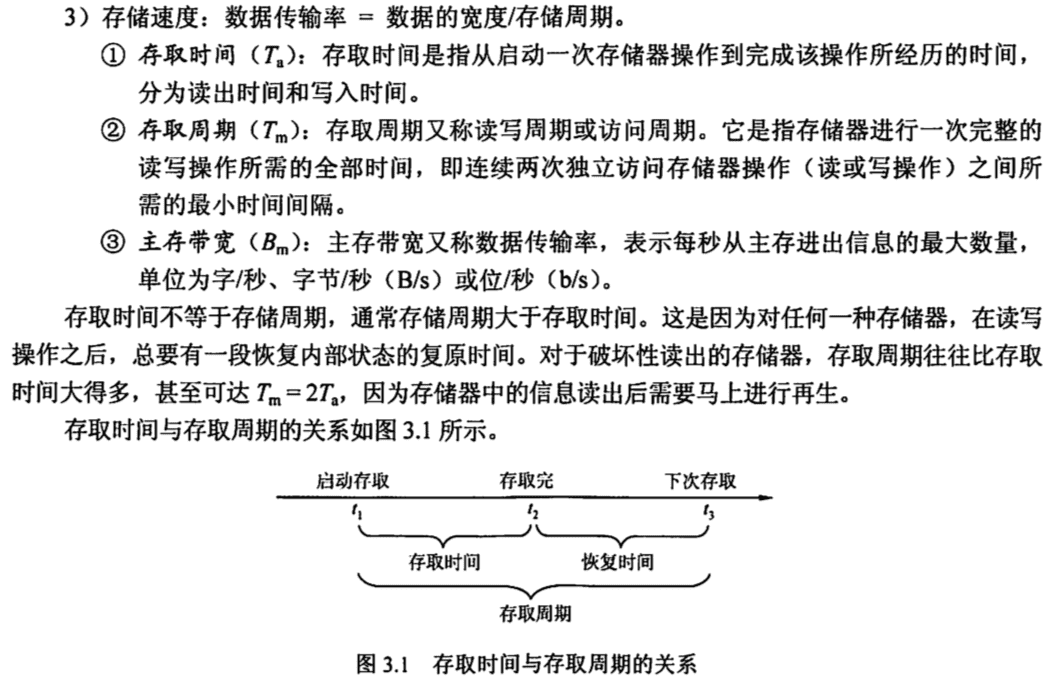 3）存储速度：数据传输率 = 数据的宽度/存储周期。
① 存取时间（Ta）：存取时间是指从启动一次存储器操作到完成该操作所经历的时间，
分为读出时间和写入时间。
② 存取周期（Tm）：存取周期又称读写周期或访问周期。它是指存储器进行一次完整的
读写操作所需的全部时间，即连续两次独立访问存储器操作（读或写操作）之间所
需的最小时间间隔。
③ 主存带宽（Bm）：主存带宽又称数据传输率，表示每秒从主存进出信息的最大数量，
单位为字/秒、字节/秒（B/s）或位/秒（b/s）。
存取时间不等于存储周期，通常存储周期大于存取时间。这是因为对任何一种存储器，在读写
操作之后，总要有一段恢复内部状态的复原时间。对于破坏性读出的存储器，存取周期往往比存取
时间大得多，甚至可达 Tm = 2Ta，因为存储器中的信息读出后需要马上进行再生。
存取时间与存取周期的关系如图 3.1 所示。
启动存取 存取完 下次存取
t1 t2 t3
存取时间 恢复时间
存取周期
图 3.1 存取时间与存取周期的关系